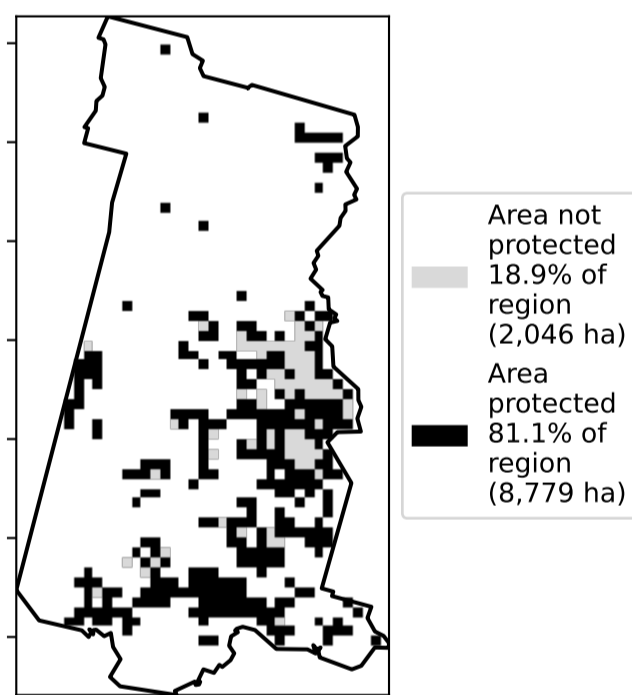 Area not
protected
18.9% of
region
(2,046 ha)
Area
protected
81.1% of
region
(8,779 ha)